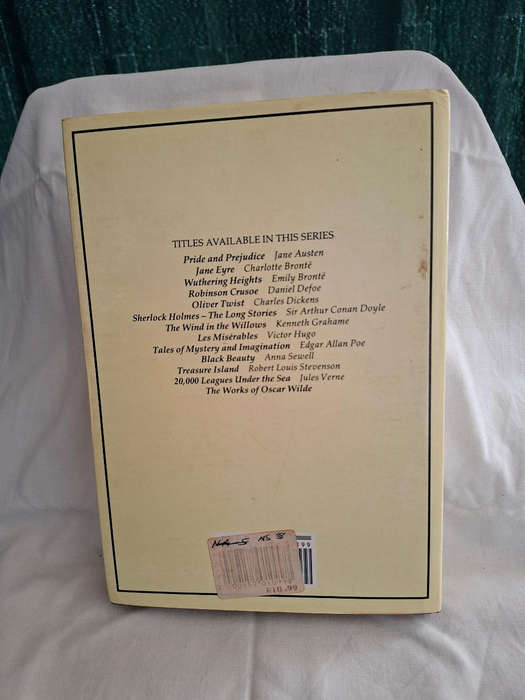 TITLES AVAILABLE IN THIS SERIES
Pride and Prejudice Jane Austen
Jane Eyre Charlotte Brontë
Wuthering Heights Emily Brontë
Robinson Crusoe Daniel Defoe
Oliver Twist Charles Dickens
Sherlock Holmes – The Long Stories Sir Arthur Conan Doyle
The Wind in the Willows Kenneth Grahame
Les Misérables Victor Hugo
Tales of Mystery and Imagination Edgar Allan Poe
Black Beauty Anna Sewell
Treasure Island Robert Louis Stevenson
20,000 Leagues Under the Sea Jules Verne
The Works of Oscar Wilde
£10.99